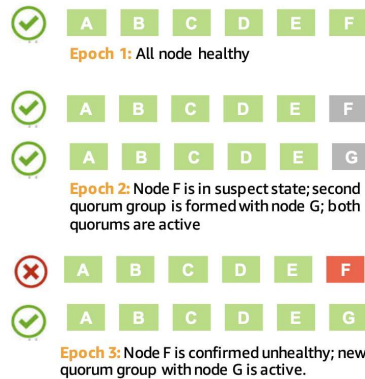 A B C D E F
Epoch 1: All node healthy
A B C D E F
A B C D E G
Epoch 2: Node F is in suspect state; second
quorum group is formed with node G; both
quorums are active
A B C D E F
A B C D E G
Epoch 3: Node F is confirmed unhealthy; new
quorum group with node G is active.